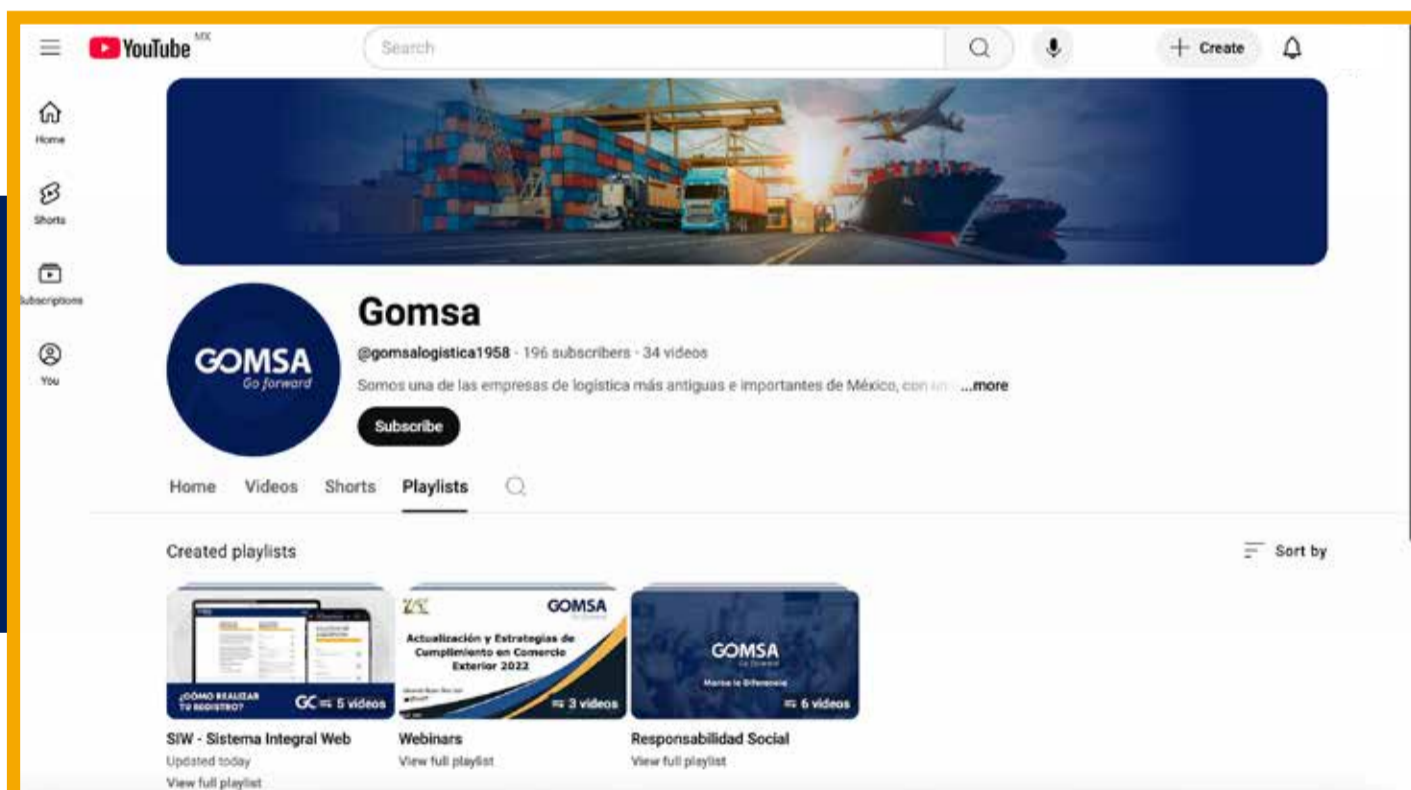 YouTube MX
Search
Create
Home
Shorts
Subscriptions
You
GOMSA
Go forward
Gomsa
@gomsalogistica1958 · 196 subscribers · 34 videos
Somos una de las empresas de logística más antiguas e importantes de México, con un ...more
Subscribe
Home Videos Shorts Playlists
Created playlists
Sort by
¿CÓMO REALIZAR
TU REGISTRO?
GO
5 videos
GOMSA
Actualización y Estrategias de
Cumplimiento en Comercio
Exterior 2022
3 videos
GOMSA
Go forward
Marca la Diferencia
6 videos
SIW - Sistema Integral Web
Updated today
View full playlist
Webinars
View full playlist
Responsabilidad Social
View full playlist